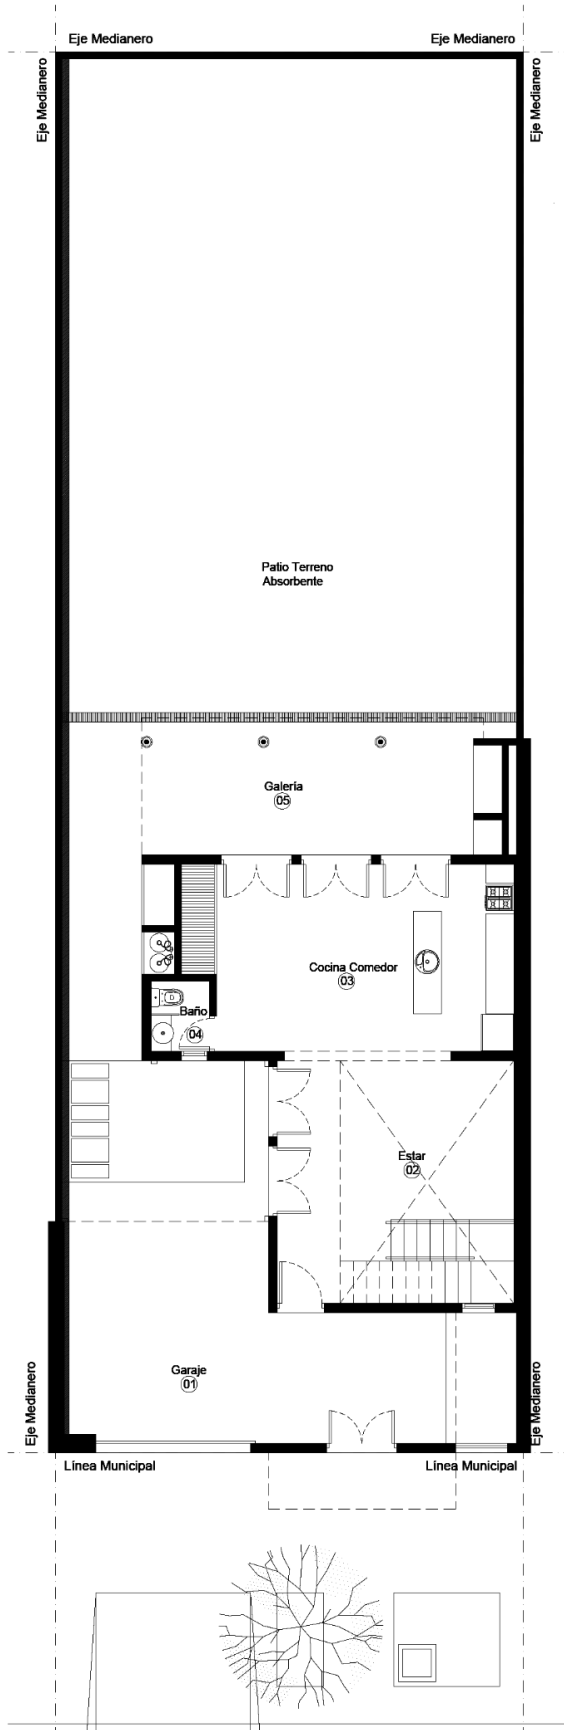 Eje Medianero
Eje Medianero
Eje Medianero
Eje Medianero
Patio Terreno
Absorbente
Galería
05
Cocina Comedor
03
Baño
04
Estar
02
Garaje
01
Eje Medianero
Eje Medianero
Línea Municipal
Línea Municipal